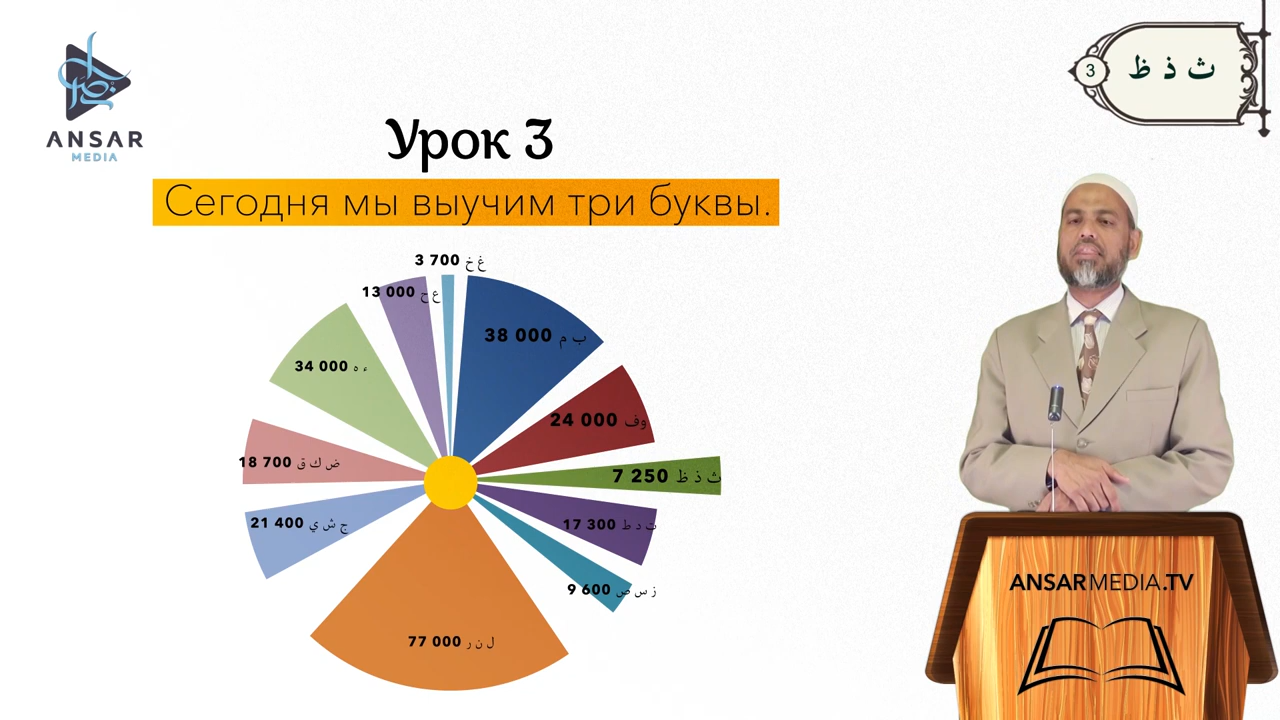 ANSAR
MEDIA
ث ذ ظ
3
Урок 3
Сегодня мы выучим три буквы.
3 700 غ خ
13 000 ع ح
38 000 ب م
34 000 ء ه
24 000 و ف
18 700 ض ك ق
7 250 ث ذ ظ
21 400 ج ش ي
17 300 ت د ط
9 600 ز س ص
77 000 ل ن ر
ANSARMEDIA.TV